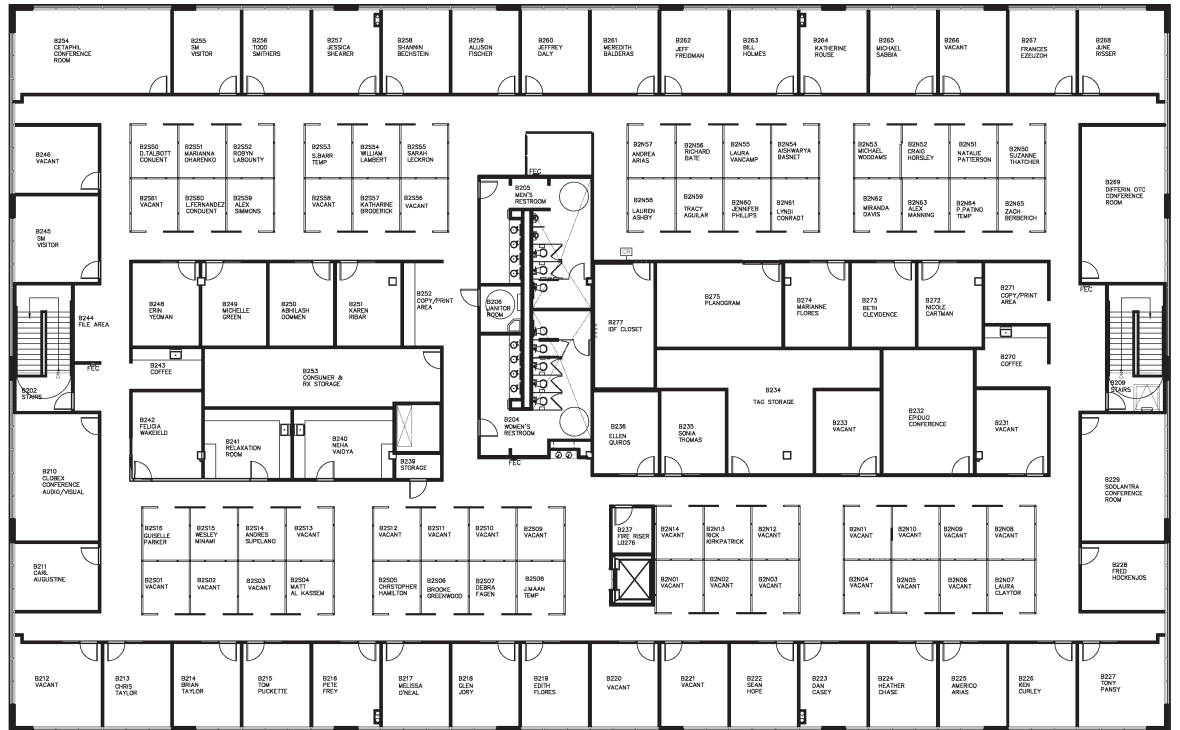 B254
CETAPHIL
CONFERENCE
ROOM
B255
SM
VISITOR
B256
TODD
SMITHERS
B257
JESSICA
SHEARER
B258
SHANNIN
BECHSTEIN
B259
ALLISON
FISCHER
B260
JEFFREY
DALY
B261
MEREDITH
BALDERAS
B262
JEFF
FREIDMAN
B263
BILL
HOLMES
B264
KATHERINE
ROUSE
B265
MICHAEL
SABBIA
B266
VACANT
B267
FRANCES
EZEUZOH
B268
JUNE
RISSER
B246
VACANT
B2S50
D.TALBOTT
CONUENT
B2S51
MARIANNA
OHARENKO
B2S52
ROBYN
LABOUNTY
B2S53
S.BARR
TEMP
B2S54
WILLIAM
LAMBERT
B2S55
SARAH
LECKRON
B2N57
ANDREA
ARIAS
B2N56
RICHARD
BATE
B2N55
LAURA
VANCAMP
B2N54
AISHWARYA
BASNET
B2N53
MICHAEL
WOODAMS
B2N52
CRAIG
HORSLEY
B2N51
NATALIE
PATTERSON
B2N50
SUZANNE
THATCHER
B2S61
VACANT
B2S60
L.FERNANDEZ
CONDUENT
B2S59
ALEX
SIMMONS
B2S58
VACANT
B2S57
KATHARINE
BRODERICK
B2S56
VACANT
FEC
B205
MEN'S
RESTROOM
B2N58
LAUREN
ASHBY
B2N59
TRACY
AGUILAR
B2N60
JENNIFER
PHILLIPS
B2N61
LYNDI
CONRADT
B2N62
MIRANDA
DAVIS
B2N63
ALEX
MANNING
B2N64
P.PATINO
TEMP
B2N65
ZACH
BERBERICH
B269
DIFFERIN OTC
CONFERENCE
ROOM
B245
SM
VISITOR
CR
B244
FILE AREA
B248
ERIN
YEOMAN
B249
MICHELLE
GREEN
B250
ABHILASH
OOMMEN
B251
KAREN
RIBAR
B252
COPY/PRINT
AREA
B206
JANITOR
ROOM
B277
IDF CLOSET
B275
PLANOGRAM
B274
MARIANNE
FLORES
B273
BETH
CLEVIDENCE
B272
NICOLE
CARTMAN
B271
COPY/PRINT
AREA
FEC
FEC
B243
COFFEE
B253
CONSUMER &
RX STORAGE
B270
COFFEE
B202
STAIRS
B209
STAIRS
B242
FELICIA
WAKEIELD
B241
RELAXATION
ROOM
B240
NEHA
VAIDYA
B239
STORAGE
B204
WOMEN'S
RESTROOM
FEC
B236
ELLEN
QUIROS
B235
SONIA
THOMAS
B234
TAG STORAGE
B233
VACANT
B232
EPIDUO
CONFERENCE
B231
VACANT
B210
CLOBEX
CONFERENCE
AUDIO/VISUAL
B229
SOOLANTRA
CONFERENCE
ROOM
B2S16
GUISELLE
PARKER
B2S15
WESLEY
MINAMI
B2S14
ANDRES
SUPELANO
B2S13
VACANT
B2S12
VACANT
B2S11
VACANT
B2S10
VACANT
B2S09
VACANT
B237
FIRE RISER
LO276
B2N14
VACANT
B2N13
RICK
KIRKPATRICK
B2N12
VACANT
B2N11
VACANT
B2N10
VACANT
B2N09
VACANT
B2N08
VACANT
B211
CARL
AUGUSTINE
B2S01
VACANT
B2S02
VACANT
B2S03
VACANT
B2S04
MATT
AL KASSEM
B2S05
CHRSTOPHER
HAMILTON
B2S06
BROOKE
GREENWOOD
B2S07
DEBRA
FAGEN
B2S08
J.MAAN
TEMP
B2N01
VACANT
B2N02
VACANT
B2N03
VACANT
B2N04
VACANT
B2N05
VACANT
B2N06
VACANT
B2N07
LAURA
CLAYTOR
B228
FRED
HOCKENJOS
B212
VACANT
B213
CHRIS
TAYLOR
B214
BRIAN
TAYLOR
B215
TOM
PUCKETTE
B216
PETE
FREY
B217
MELISSA
O'NEAL
B218
GLEN
JORY
B219
EDITH
FLORES
B220
VACANT
B221
VACANT
B222
SEAN
HOPE
B223
DAN
CASEY
B224
HEATHER
CHASE
B225
AMERICO
ARIAS
B226
KEN
CURLEY
B227
TONY
PANSY